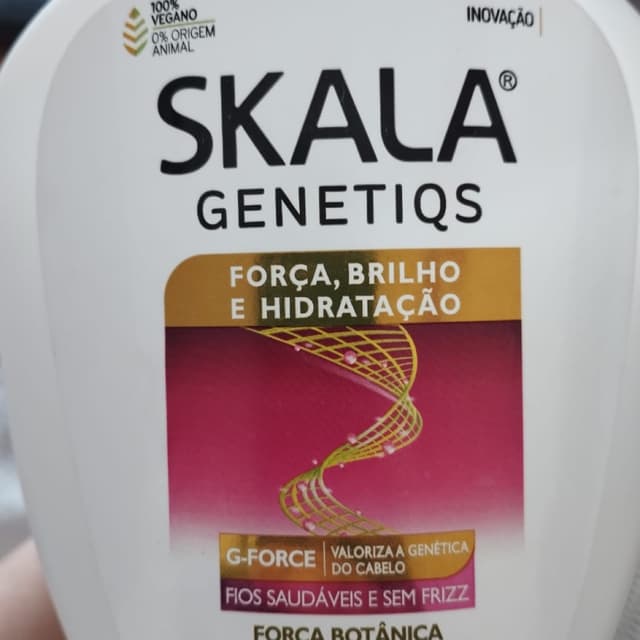 100%
VEGANO
0% ORIGEM
ANIMAL
INOVAÇÃO
SKALA®
GENETIQS
FORÇA, BRILHO
E HIDRATAÇÃO
G-FORCE
VALORIZA A GENÉTICA
DO CABELO
FIOS SAUDÁVEIS E SEM FRIZZ
FORÇA BOTÂNICA